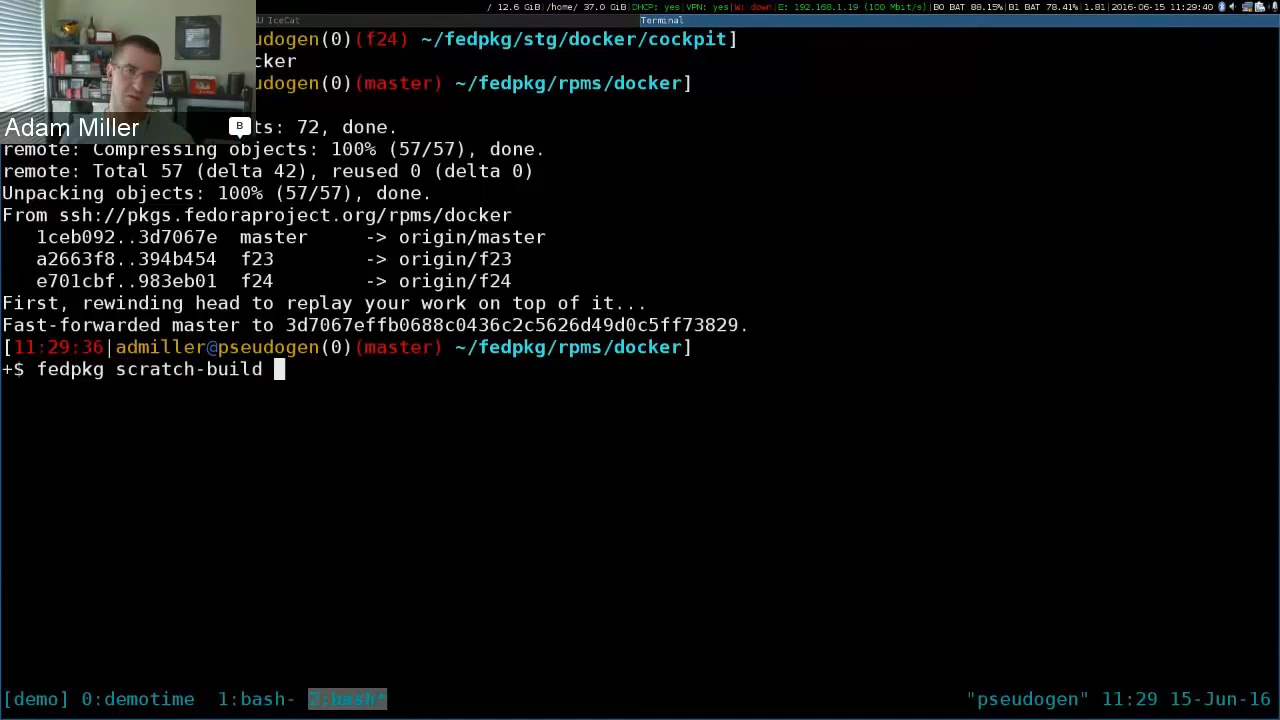 / 12.6 GiB|/home/ 37.0 GiB|DHCP: yes|VPN: yes|W: down|E: 192.168.1.19 (100 Mbit/s)|B0 BAT 88.15%|B1 BAT 78.41%|1.81|2016-06-15 11:29:40
IceCat
Terminal
udogen(0)(f24) ~/fedpkg/stg/docker/cockpit]
cker
udogen(0)(master) ~/fedpkg/rpms/docker]
Adam Miller
B
ts: 72, done.
remote: Compressing objects: 100% (57/57), done.
remote: Total 57 (delta 42), reused 0 (delta 0)
Unpacking objects: 100% (57/57), done.
From ssh://pkgs.fedoraproject.org/rpms/docker
1ceb092..3d7067e master -> origin/master
a2663f8..394b454 f23 -> origin/f23
e701cbf..983eb01 f24 -> origin/f24
First, rewinding head to replay your work on top of it...
Fast-forwarded master to 3d7067effb0688c0436c2c5626d49d0c5ff73829.
[11:29:36|admiller@pseudogen(0)(master) ~/fedpkg/rpms/docker]
+$ fedpkg scratch-build
[demo] 0:demotime 1:bash- 2:bash* "pseudogen" 11:29 15-Jun-16